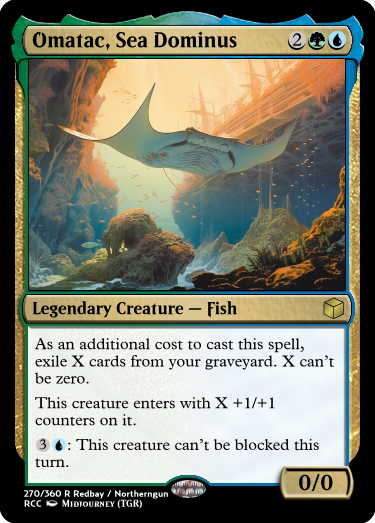 Omatac, Sea Dominus 2
Legendary Creature — Fish
As an additional cost to cast this spell,
exile X cards from your graveyard. X can't
be zero.
This creature enters with X +1/+1
counters on it.
3 : This creature can't be blocked this
turn.
0/0
270/360 R Redbay / Northerngun
RCC Midjourney (TGR)